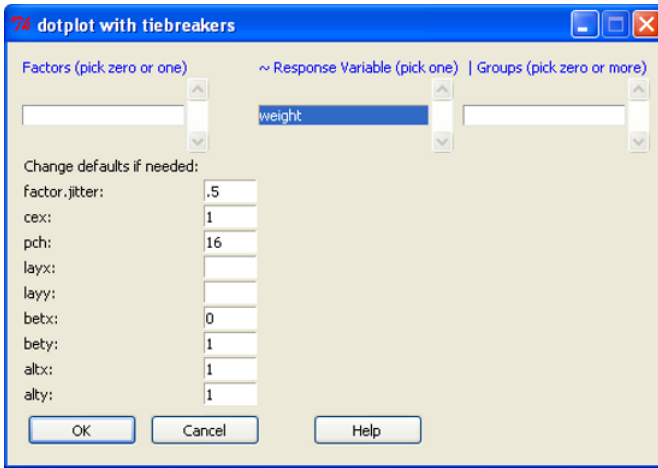 dotplot with tiebreakers
Factors (pick zero or one) ~ Response Variable (pick one) | Groups (pick zero or more)
weight
Change defaults if needed:
factor.jitter: .5
cex: 1
pch: 16
layx:
layy:
betx: 0
bety: 1
altx: 1
alty: 1
OK Cancel Help